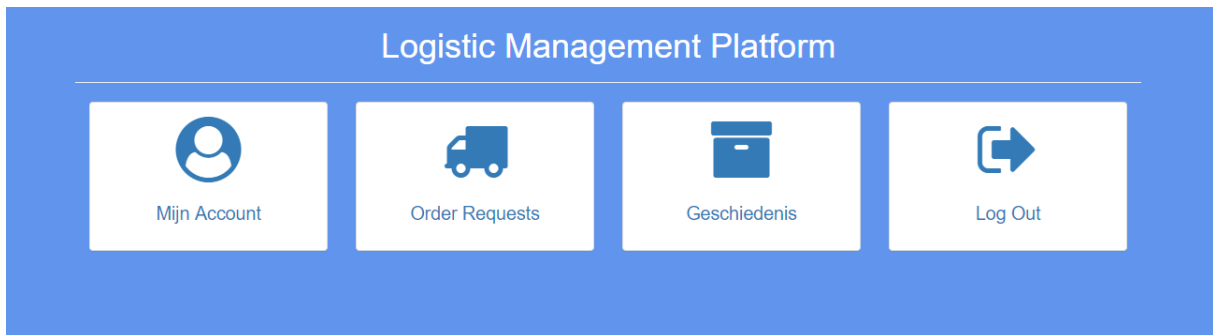 Logistic Management Platform
Mijn Account
Order Requests
Geschiedenis
Log Out